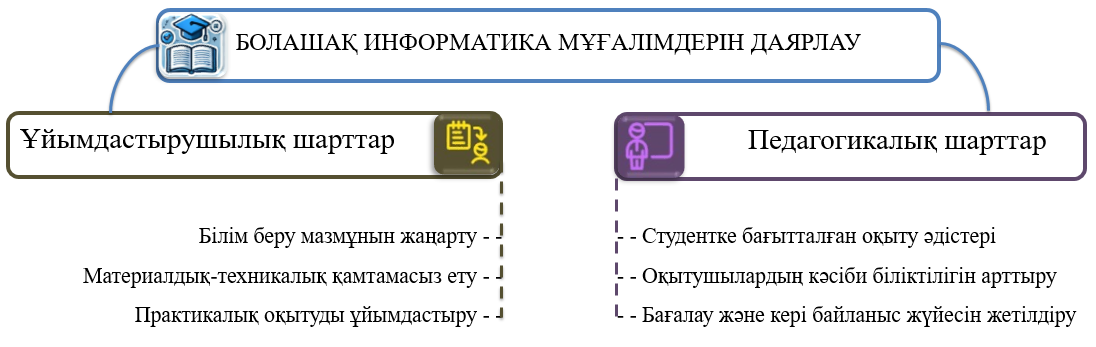 БОЛАШАҚ ИНФОРМАТИКА МҰҒАЛІМДЕРІН ДАЯРЛАУ
Ұйымдастырушылық шарттар
Білім беру мазмұнын жаңарту
Материалдық-техникалық қамтамасыз ету
Практикалық оқытуды ұйымдастыру
Педагогикалық шарттар
Студентке бағытталған оқыту әдістері
Оқытушылардың кәсіби біліктілігін арттыру
Бағалау және кері байланыс жүйесін жетілдіру